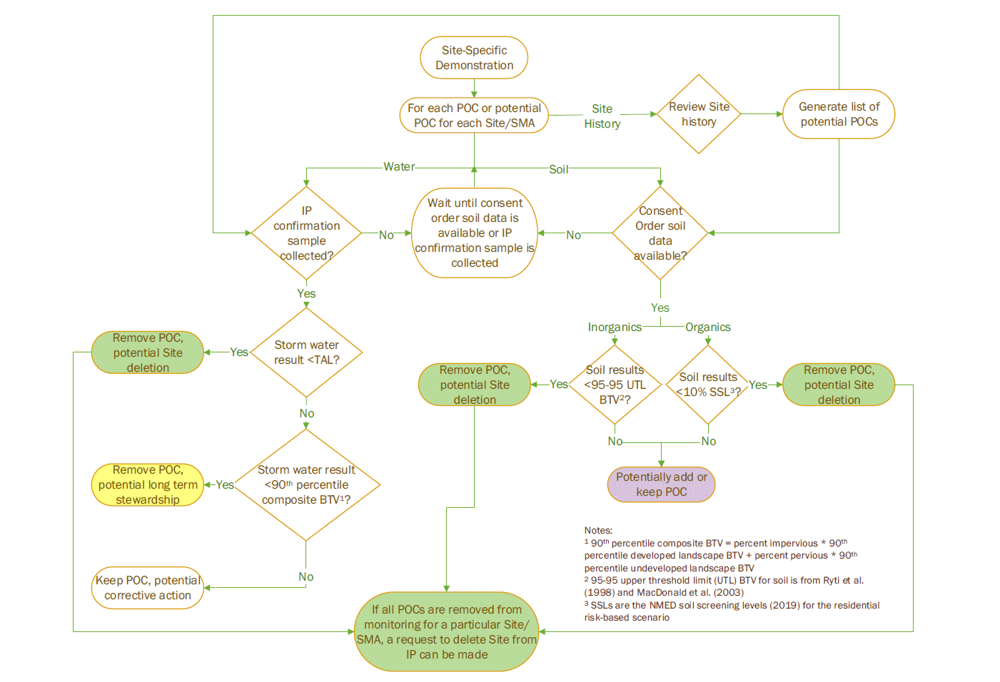 Site-Specific
Demonstration
For each POC or potential
POC for each Site/SMA
Site
History
Review Site
history
Generate list of
potential POCs
Water
Soil
IP
confirmation
sample
collected?
No
Wait until consent
order soil data is
available or IP
confirmation sample is
collected
No
Consent
Order soil
data
available?
Yes
Yes
Inorganics
Organics
Remove POC,
potential Site
deletion
Yes
Storm water
result <TAL?
Remove POC,
potential Site
deletion
Yes
Soil results
<95-95 UTL
BTV²?
Soil results
<10% SSL³?
Yes
Remove POC,
potential Site
deletion
No
No
No
Remove POC,
potential long term
stewardship
Yes
Storm water result
<90th percentile
composite BTV¹?
Potentially add or
keep POC
No
Keep POC, potential
corrective action
Notes:
¹ 90th percentile composite BTV = percent impervious * 90th
percentile developed landscape BTV + percent pervious * 90th
percentile undeveloped landscape BTV
² 95-95 upper threshold limit (UTL) BTV for soil is from Ryti et al.
(1998) and MacDonald et al. (2003)
³ SSLs are the NMED soil screening levels (2019) for the residential
risk-based scenario
If all POCs are removed from
monitoring for a particular Site/
SMA, a request to delete Site from
IP can be made